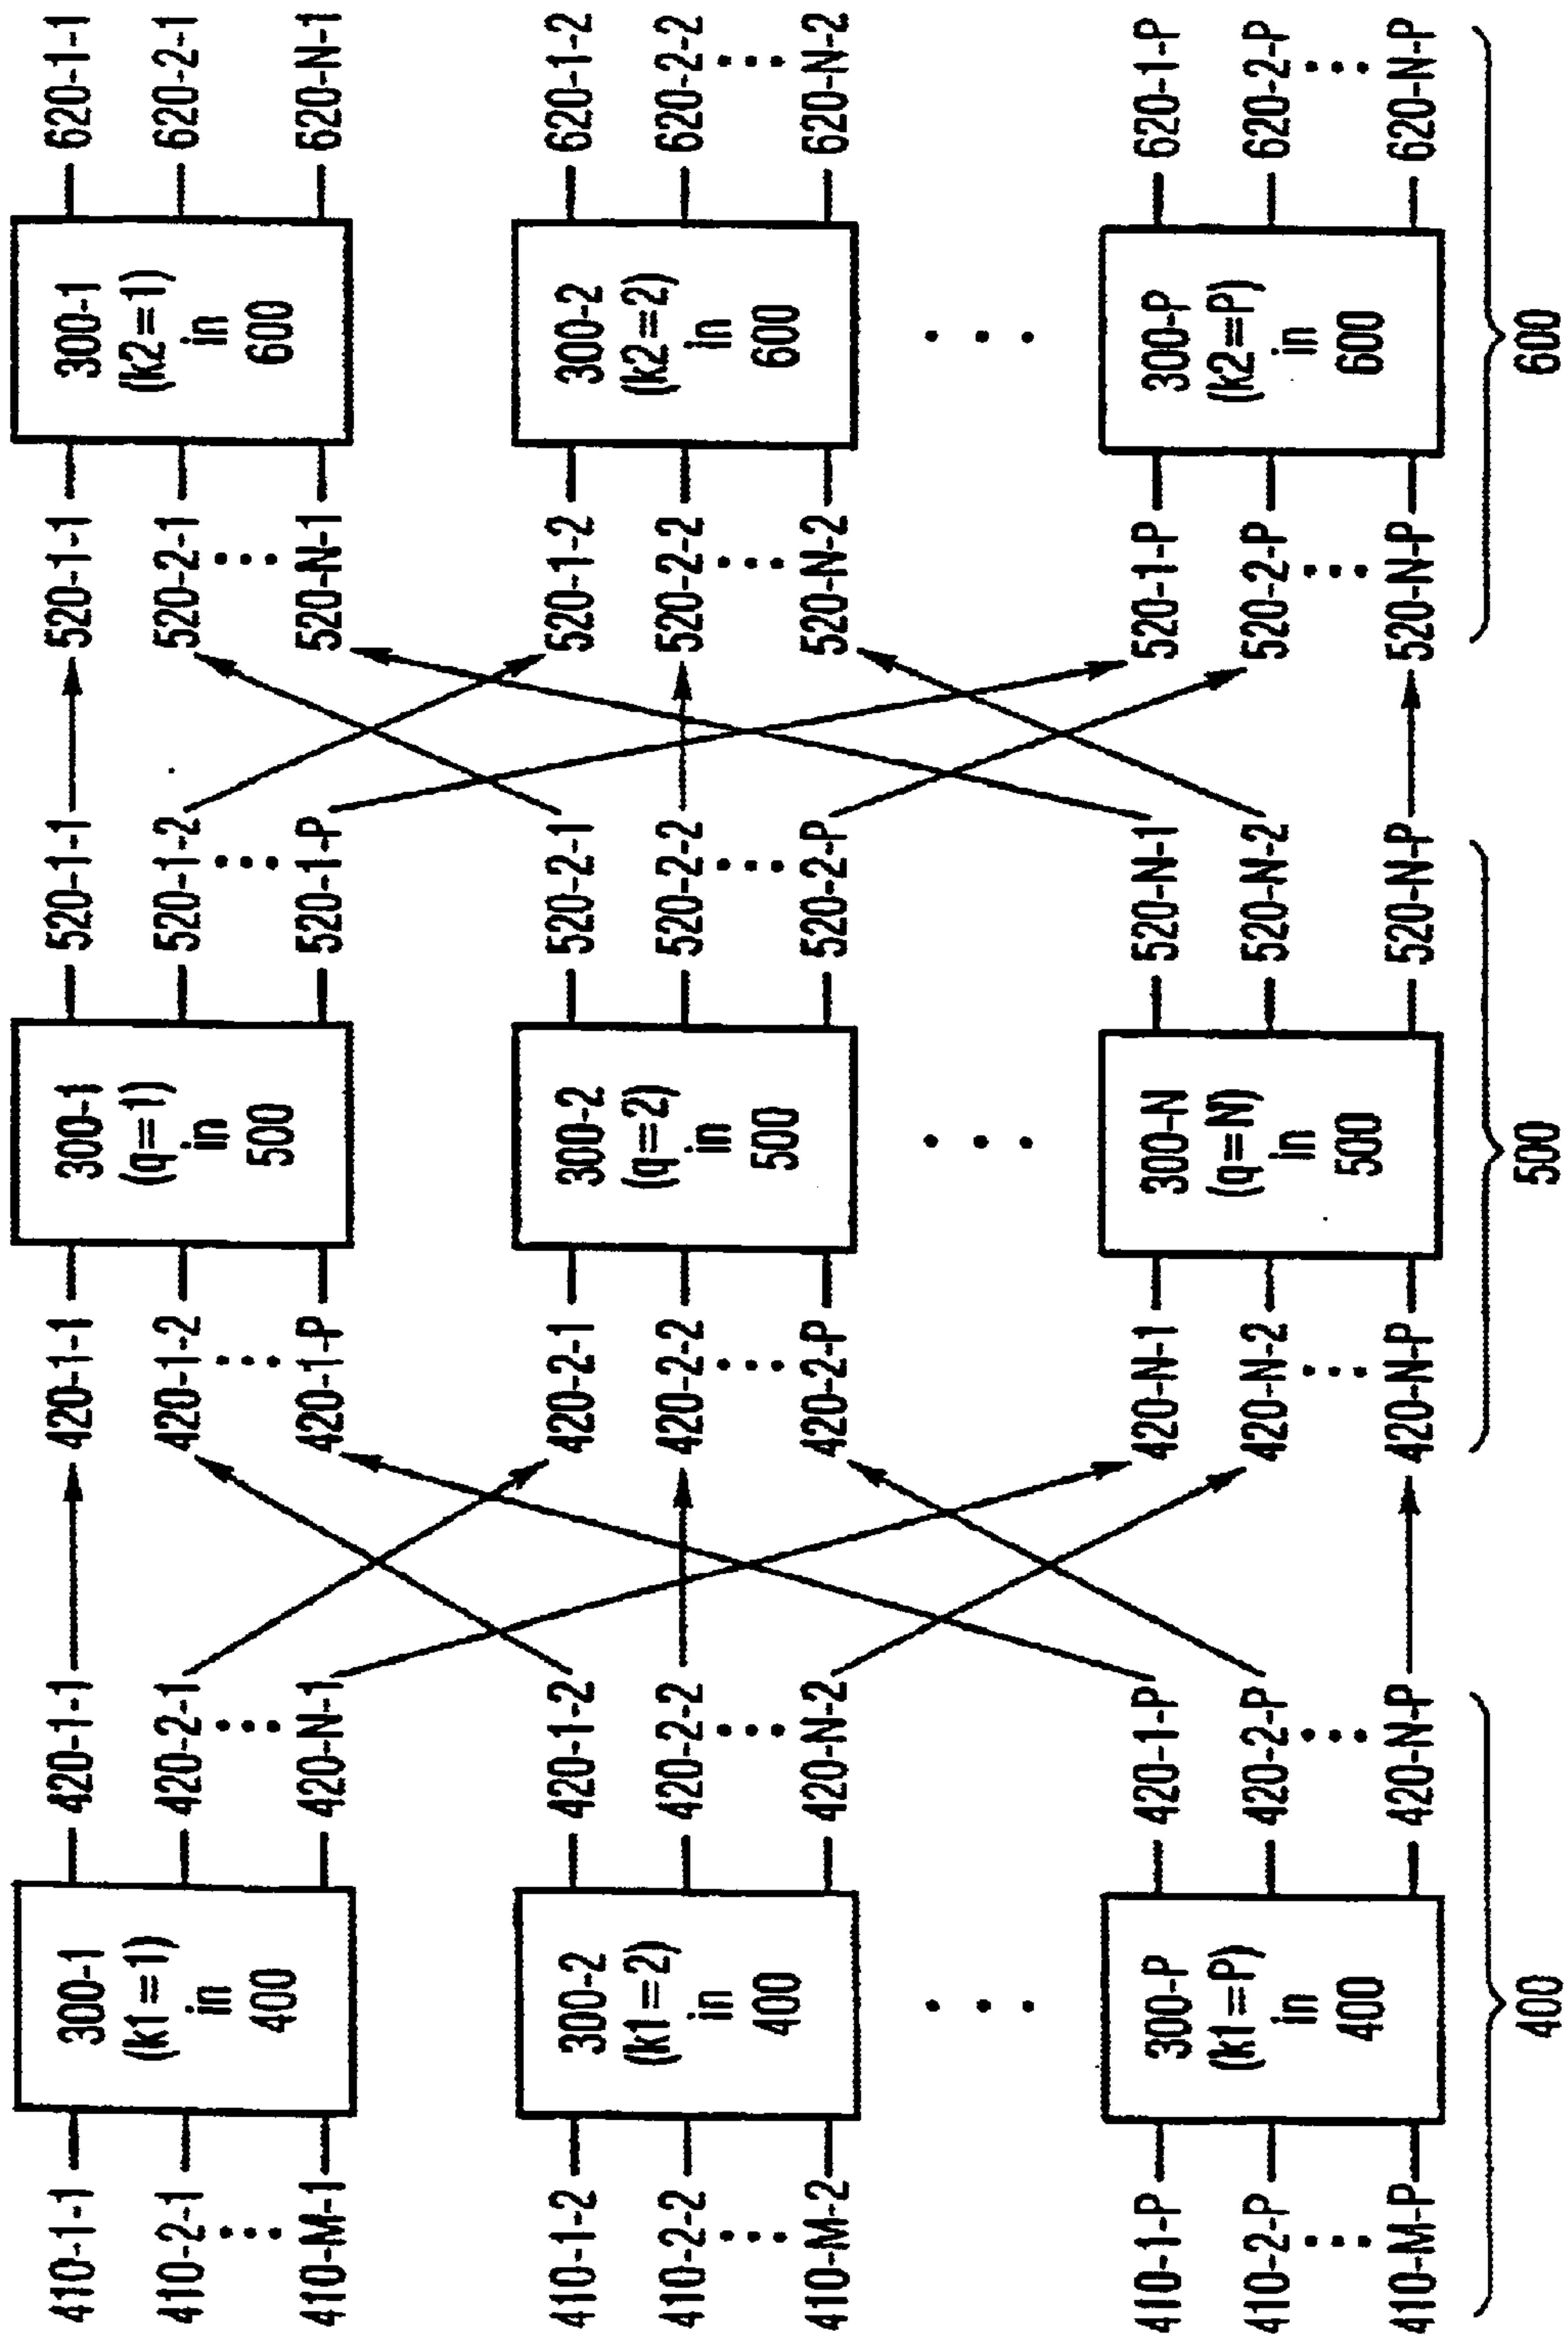 410-1-1
410-2-1
410-M-1
300-1
(k1=1)
in
400
420-1-1
420-2-1
420-N-1
420-1-1
420-1-2
420-1-P
300-1
(q=1)
in
500
520-1-1
520-1-2
520-1-P
520-1-1
520-2-1
520-N-1
300-1
(k2=1)
in
600
620-1-1
620-2-1
620-N-1
410-1-2
410-2-2
410-M-2
300-2
(k1=2)
in
400
420-1-2
420-2-2
420-N-2
420-2-1
420-2-2
420-2-P
300-2
(q=2)
in
500
520-2-1
520-2-2
520-2-P
520-1-2
520-2-2
520-N-2
300-2
(k2=2)
in
600
620-1-2
620-2-2
620-N-2
410-1-P
410-2-P
410-M-P
300-P
(k1=P)
in
400
420-1-P
420-2-P
420-N-P
420-N-1
420-N-2
420-N-P
300-N
(q=N)
in
500
520-N-1
520-N-2
520-N-P
520-1-P
520-2-P
520-N-P
300-P
(k2=P)
in
600
620-1-P
620-2-P
620-N-P
400
500
600